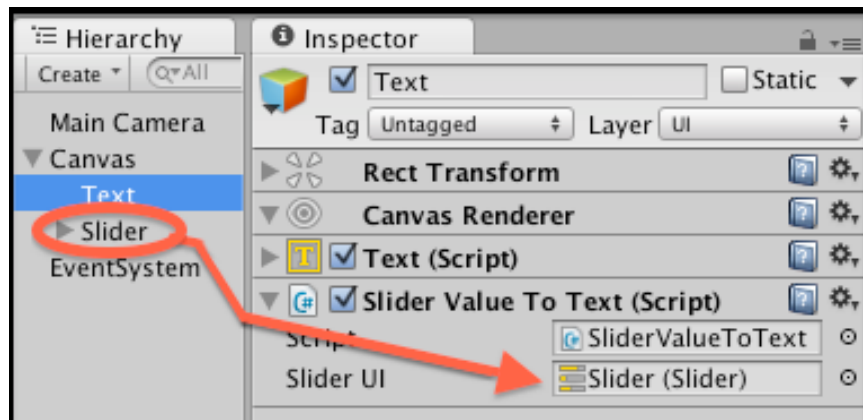 Hierarchy
Create
All
Main Camera
Canvas
Text
Slider
EventSystem
Inspector
Text
Static
Tag Untagged Layer UI
Rect Transform
Canvas Renderer
Text (Script)
Slider Value To Text (Script)
Script SliderValueToText
Slider UI Slider (Slider)